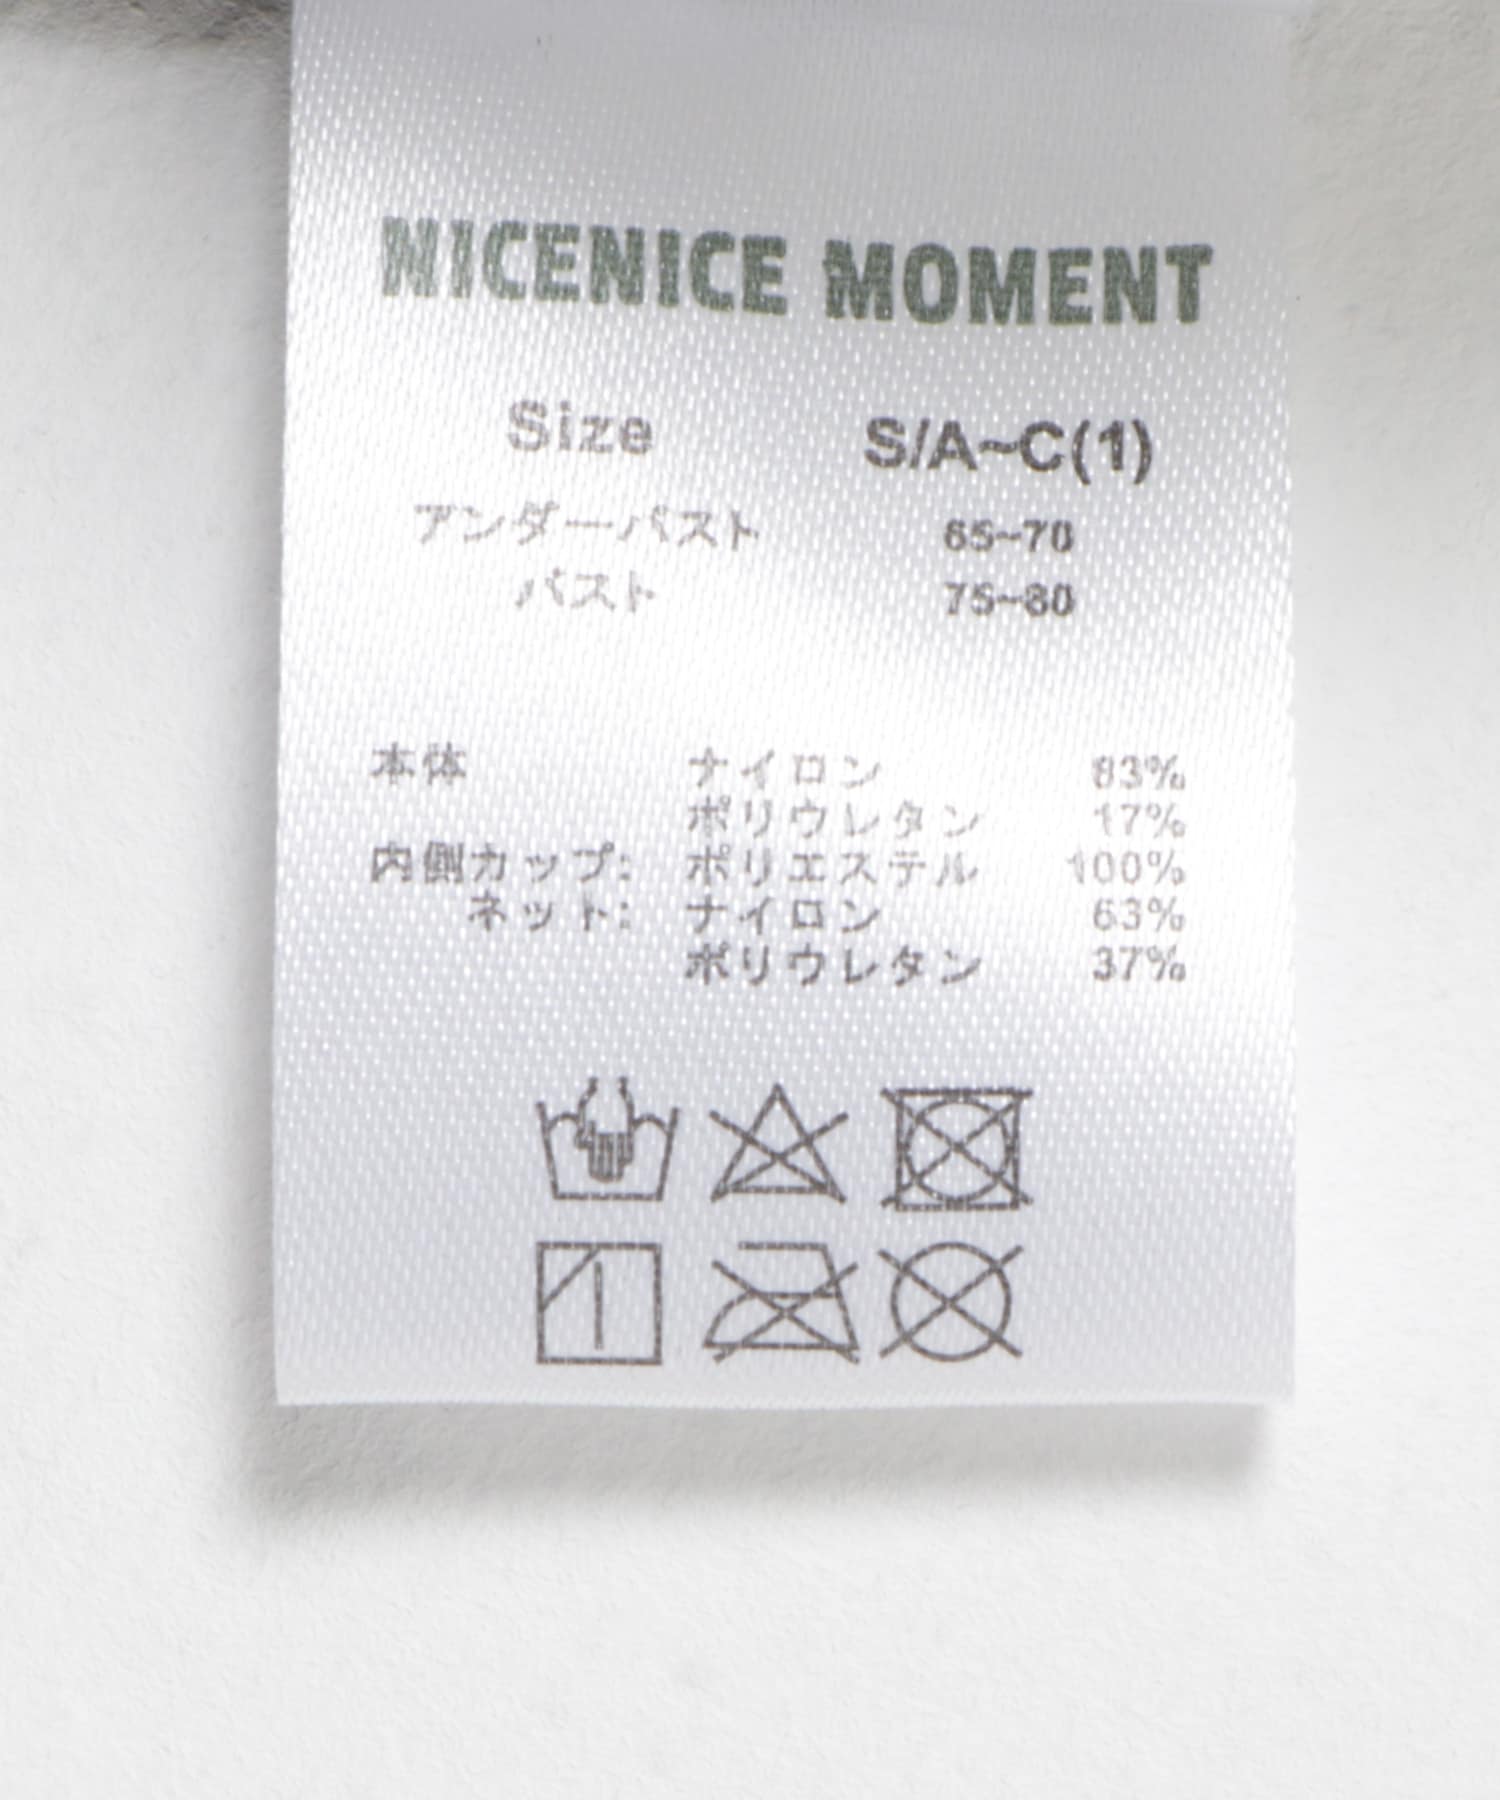 NICENICE MOMENT
Size S/A~C(1)
アンダーバスト 65~70
バスト 75~80
本体 ナイロン 83%
ポリウレタン 17%
内側カップ: ポリエステル 100%
ネット: ナイロン 63%
ポリウレタン 37%